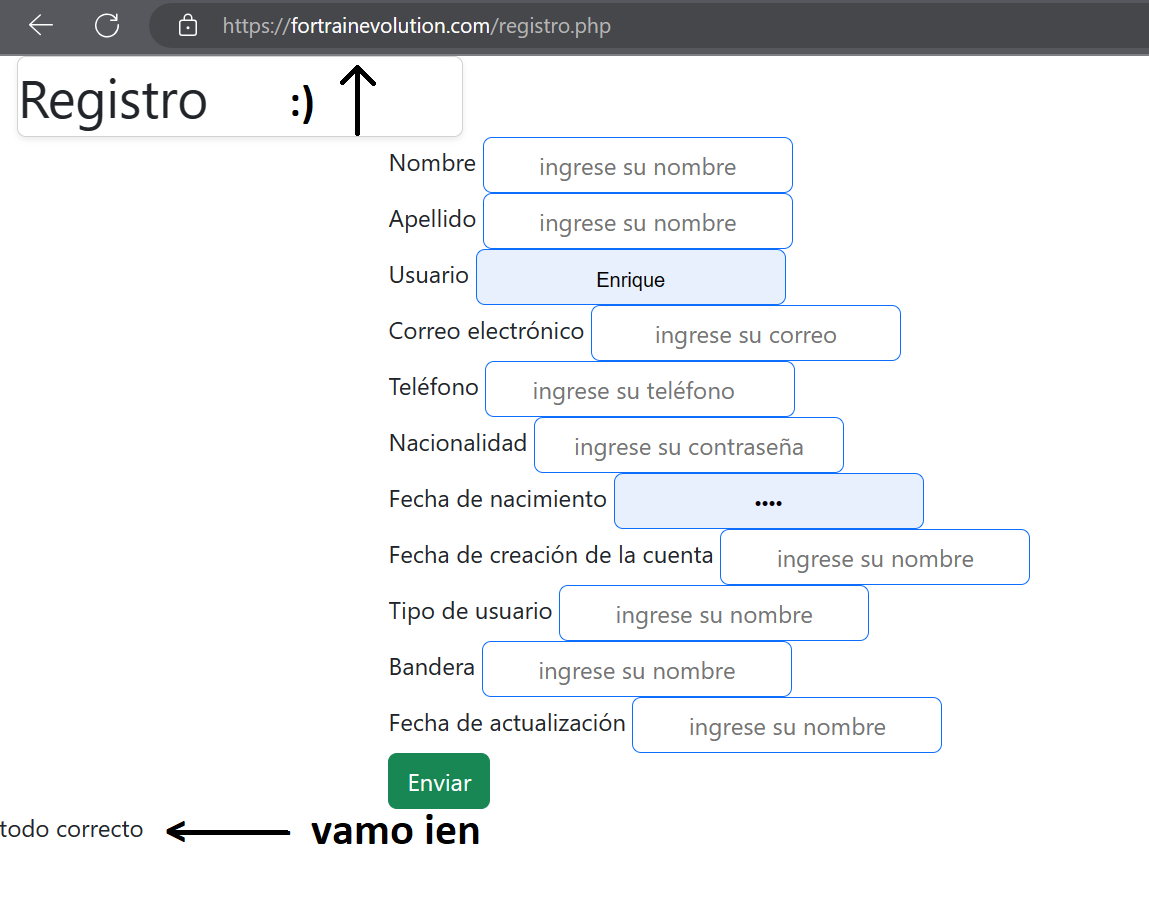 https://fortrainevolution.com/registro.php
Registro :)
Nombre ingrese su nombre
Apellido ingrese su nombre
Usuario Enrique
Correo electrónico ingrese su correo
Teléfono ingrese su teléfono
Nacionalidad ingrese su contraseña
Fecha de nacimiento ••••
Fecha de creación de la cuenta ingrese su nombre
Tipo de usuario ingrese su nombre
Bandera ingrese su nombre
Fecha de actualización ingrese su nombre
Enviar
todo correcto vamo ien